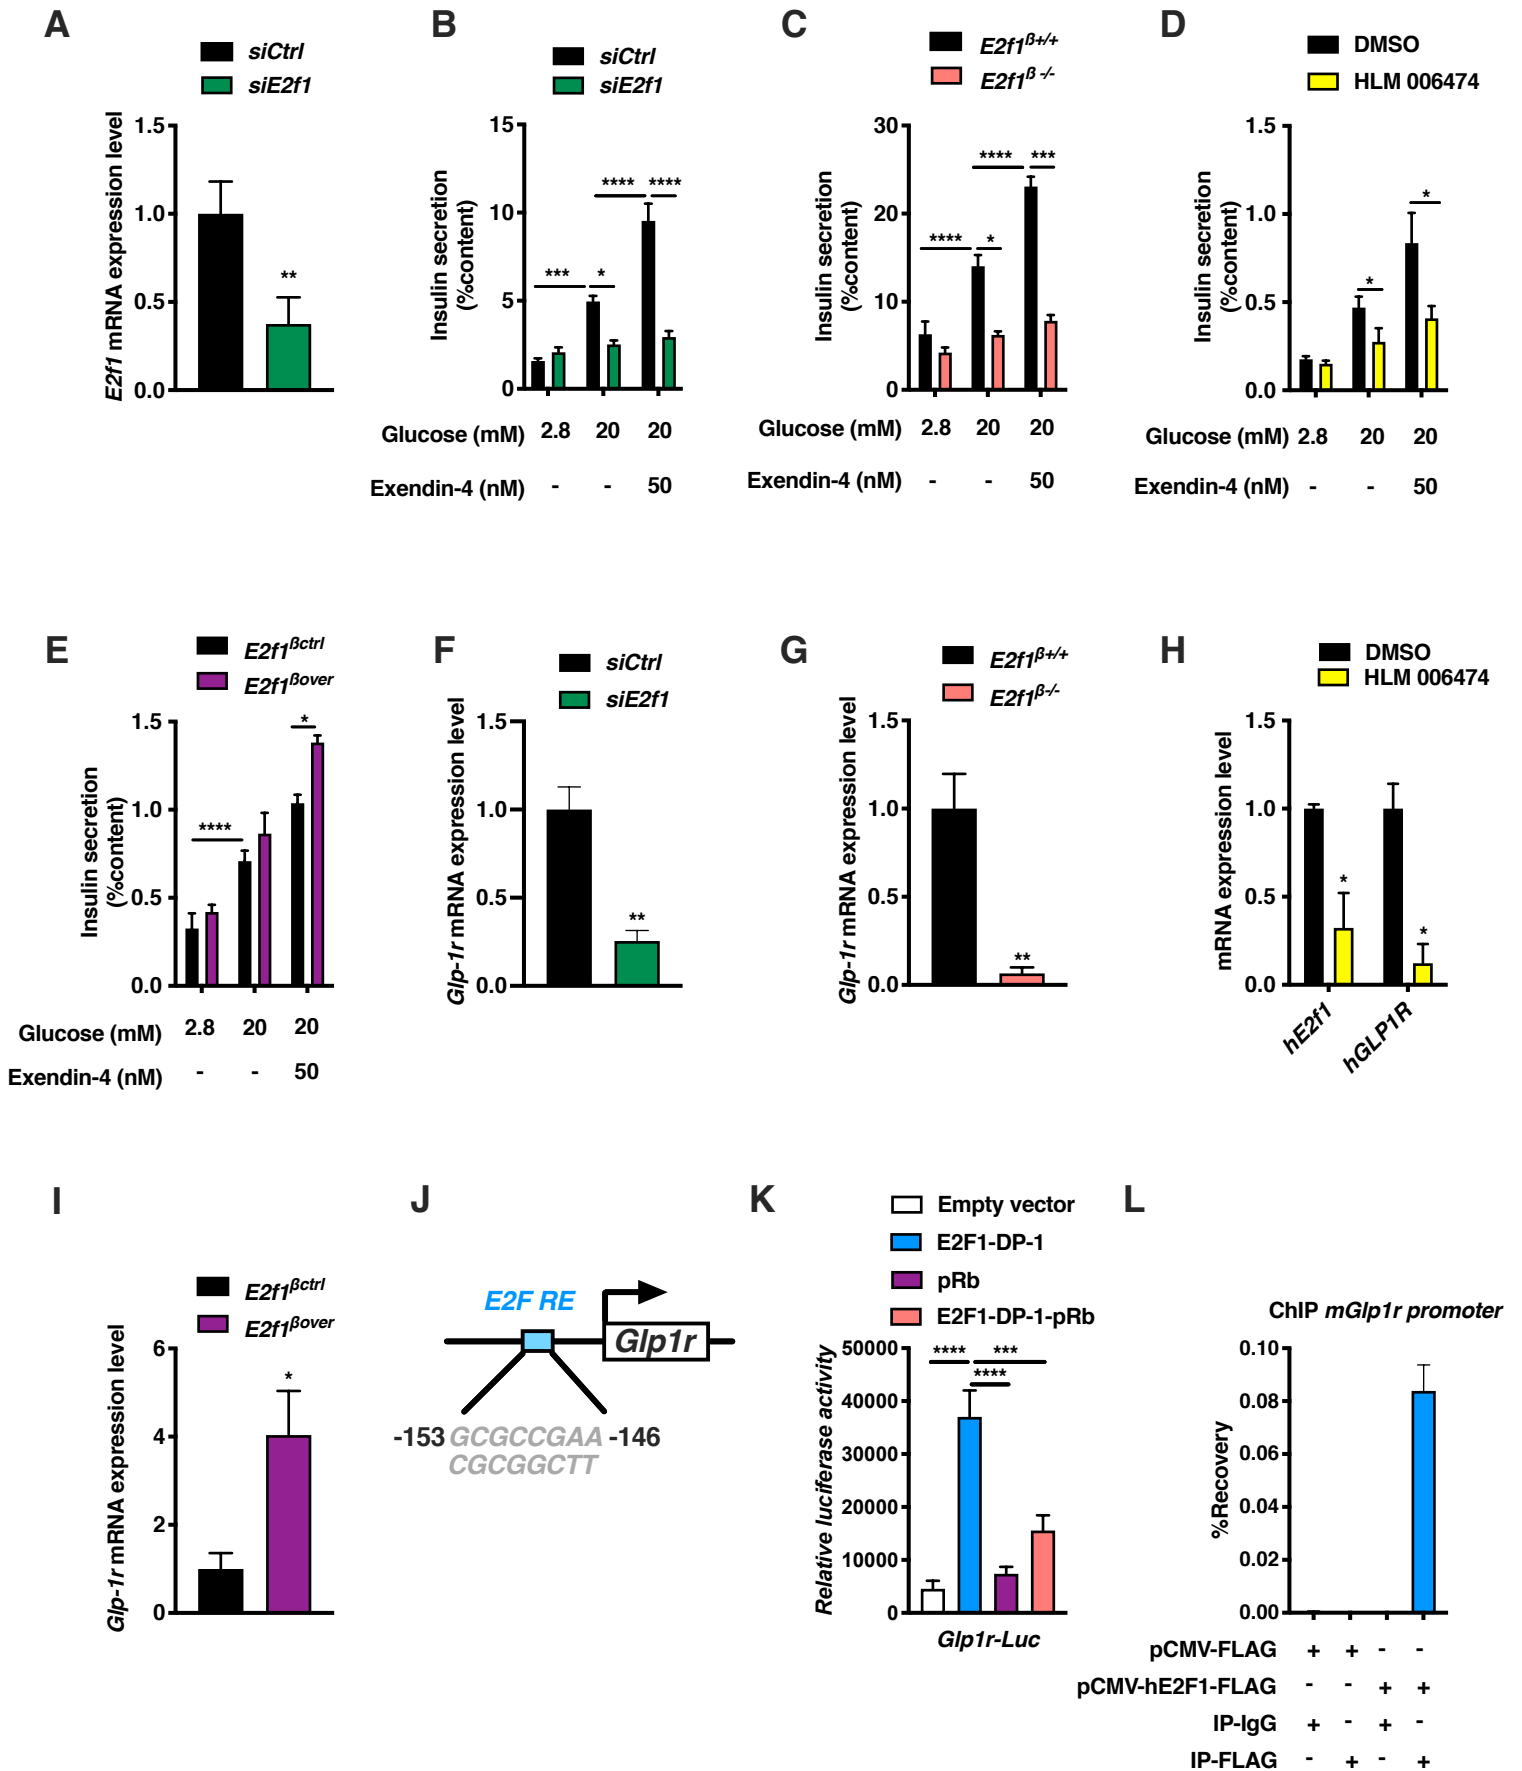 A
siCtrl
siE2f1
E2f1 mRNA expression level
1.5
1.0
0.5
0.0
**
B
siCtrl
siE2f1
Insulin secretion
(%content)
15
10
5
0
*** * **** ****
Glucose (mM) 2.8 20 20
Exendin-4 (nM) - - 50
C
E2f1β+/+
E2f1β -/-
Insulin secretion
(%content)
30
20
10
0
**** * **** ***
Glucose (mM) 2.8 20 20
Exendin-4 (nM) - - 50
D
DMSO
HLM 006474
Insulin secretion
(%content)
1.5
1.0
0.5
0.0
* *
Glucose (mM) 2.8 20 20
Exendin-4 (nM) - - 50
E
E2f1βctrl
E2f1βover
Insulin secretion
(%content)
1.5
1.0
0.5
0.0
**** *
Glucose (mM) 2.8 20 20
Exendin-4 (nM) - - 50
F
siCtrl
siE2f1
Glp-1r mRNA expression level
1.5
1.0
0.5
0.0
**
G
E2f1β+/+
E2f1β-/-
Glp-1r mRNA expression level
1.5
1.0
0.5
0.0
**
H
DMSO
HLM 006474
mRNA expression level
1.5
1.0
0.5
0.0
* *
hE2f1
hGLP1R
I
E2f1βctrl
E2f1βover
Glp-1r mRNA expression level
6
4
2
0
*
J
E2F RE
Glp1r
-153 GCGCCGAA -146
CGCGGCTT
K
Empty vector
E2F1-DP-1
pRb
E2F1-DP-1-pRb
Relative luciferase activity
50000
40000
30000
20000
10000
0
**** ***
****
Glp1r-Luc
L
ChIP mGlp1r promoter
%Recovery
0.10
0.08
0.06
0.04
0.02
0.00
pCMV-FLAG + + - -
pCMV-hE2F1-FLAG - - + +
IP-IgG + - + -
IP-FLAG - + - +